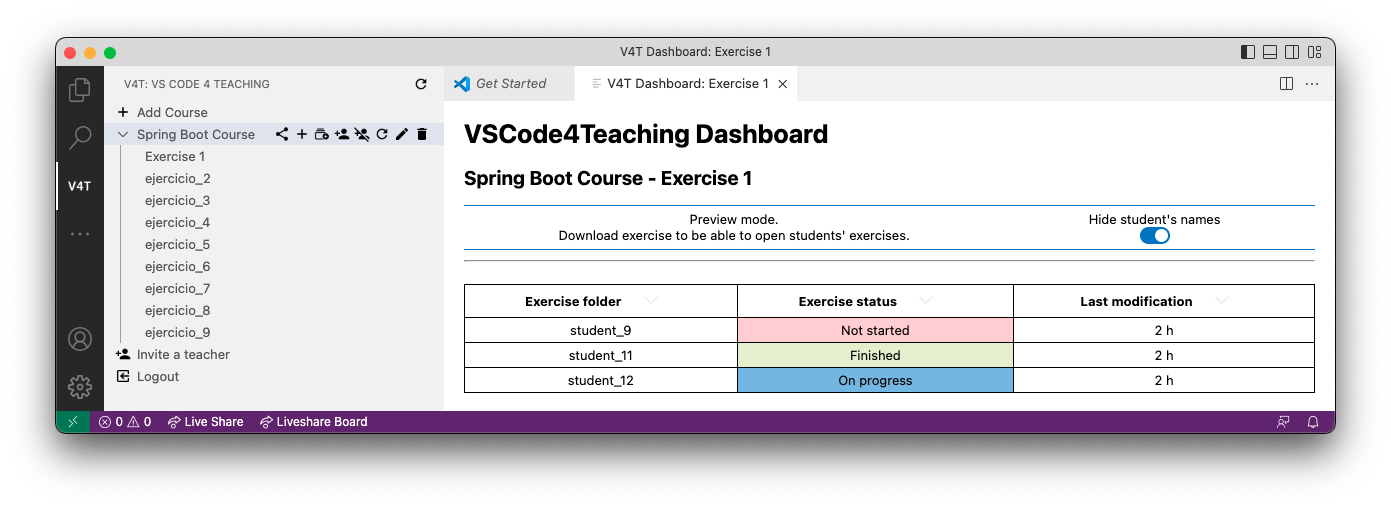 V4T Dashboard: Exercise 1
V4T: VS CODE 4 TEACHING
Get Started
V4T Dashboard: Exercise 1
Add Course
Spring Boot Course
Exercise 1
ejercicio_2
ejercicio_3
ejercicio_4
ejercicio_5
ejercicio_6
ejercicio_7
ejercicio_8
ejercicio_9
Invite a teacher
Logout
V4T
VSCode4Teaching Dashboard
Spring Boot Course - Exercise 1
Preview mode.
Download exercise to be able to open students' exercises.
Hide student's names
Exercise folder Exercise status Last modification
student_9 Not started 2 h
student_11 Finished 2 h
student_12 On progress 2 h
0 0 Live Share Liveshare Board